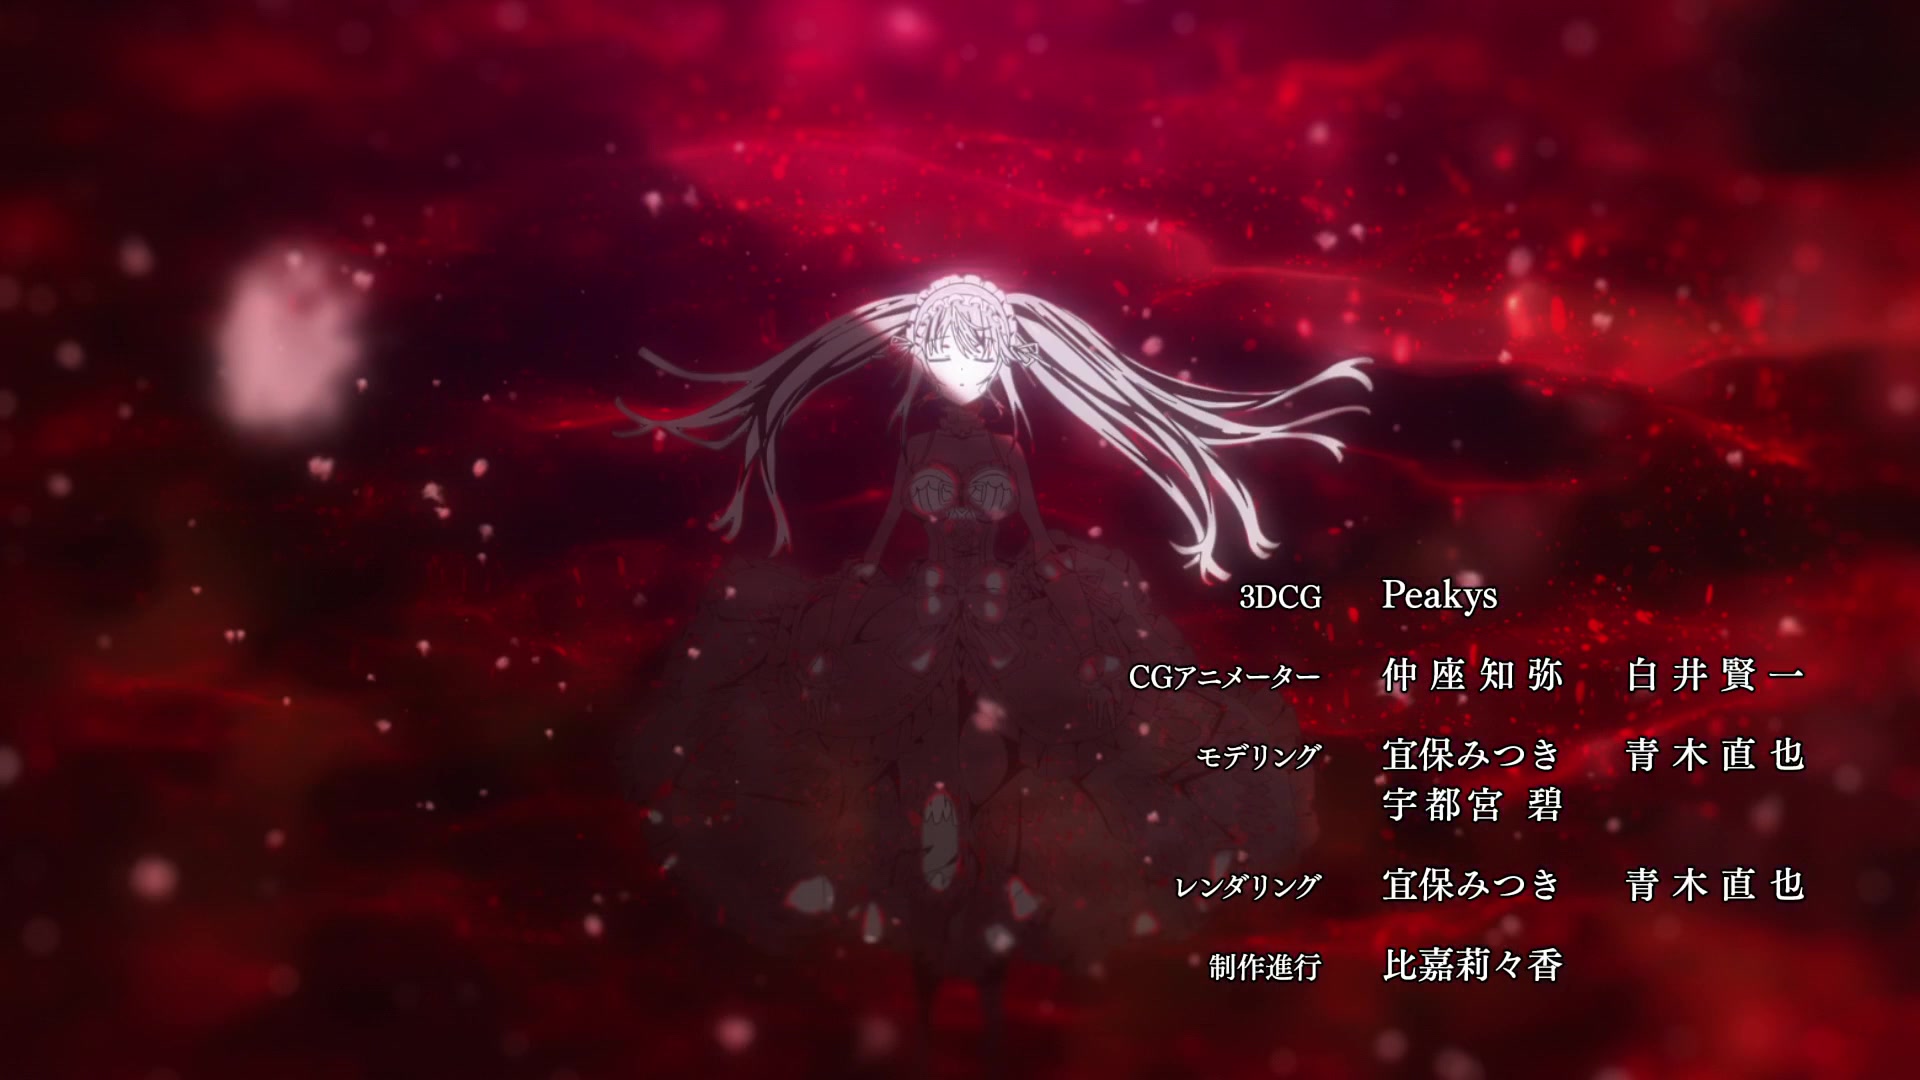 3DCG Peakys
CGアニメーター 仲座知弥 白井賢一
モデリング 宜保みつき 青木直也
宇都宮 碧
レンダリング 宜保みつき 青木直也
制作進行 比嘉莉々香